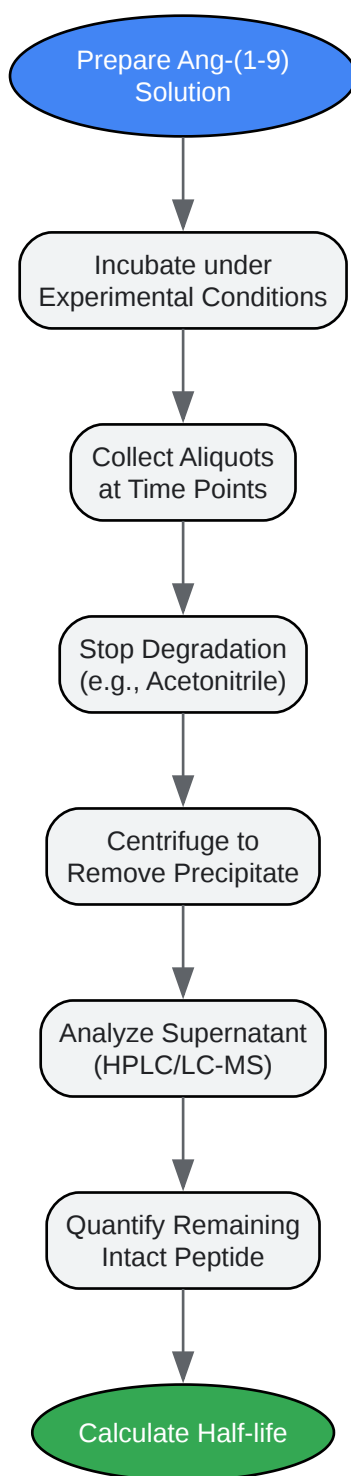 Prepare Ang-(1-9)
Solution
Incubate under
Experimental Conditions
Collect Aliquots
at Time Points
Stop Degradation
(e.g., Acetonitrile)
Centrifuge to
Remove Precipitate
Analyze Supernatant
(HPLC/LC-MS)
Quantify Remaining
Intact Peptide
Calculate Half-life